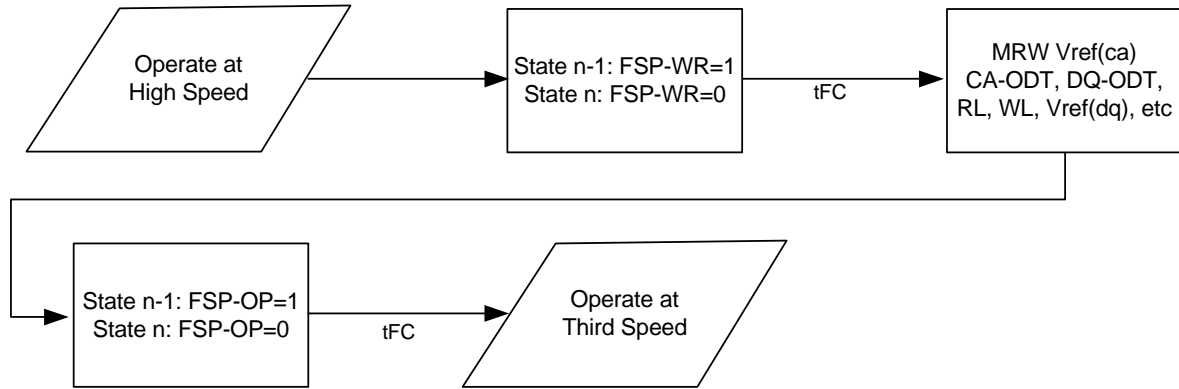 Operate at
High Speed
State n-1: FSP-WR=1
State n: FSP-WR=0
tFC
MRW Vref(ca)
CA-ODT, DQ-ODT,
RL, WL, Vref(dq), etc
State n-1: FSP-OP=1
State n: FSP-OP=0
tFC
Operate at
Third Speed